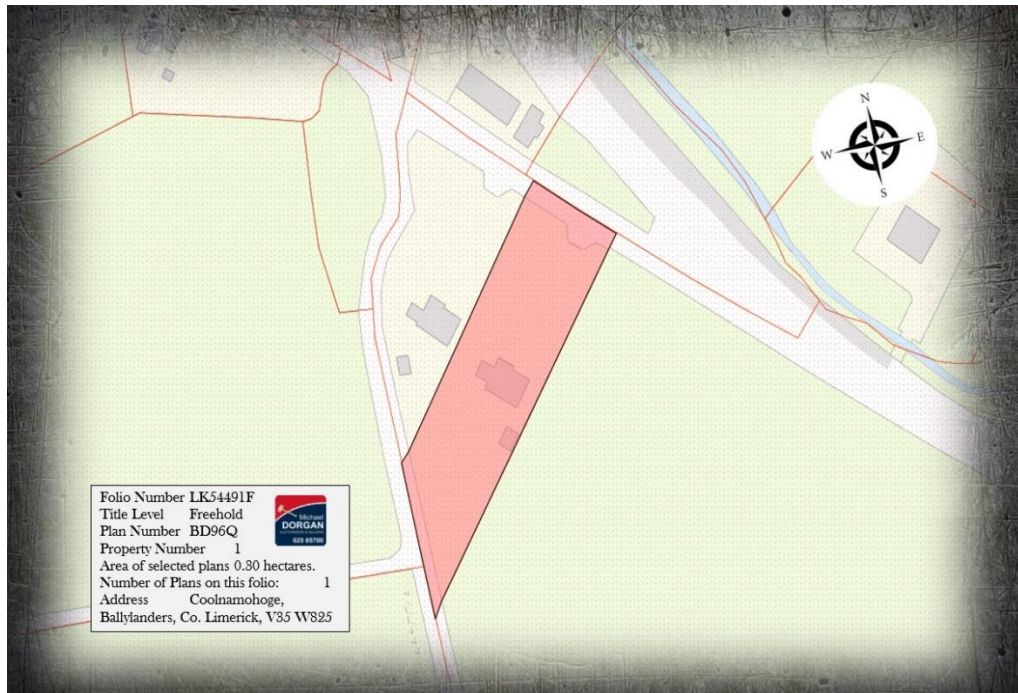 N
W E
S
Folio Number LK54491F
Title Level Freehold
Plan Number BD96Q
Property Number 1
Area of selected plans 0.30 hectares.
Number of Plans on this folio: 1
Address Coolnamohoge,
Ballylanders, Co. Limerick, V35 W825
Michael
DORGAN
025 85700